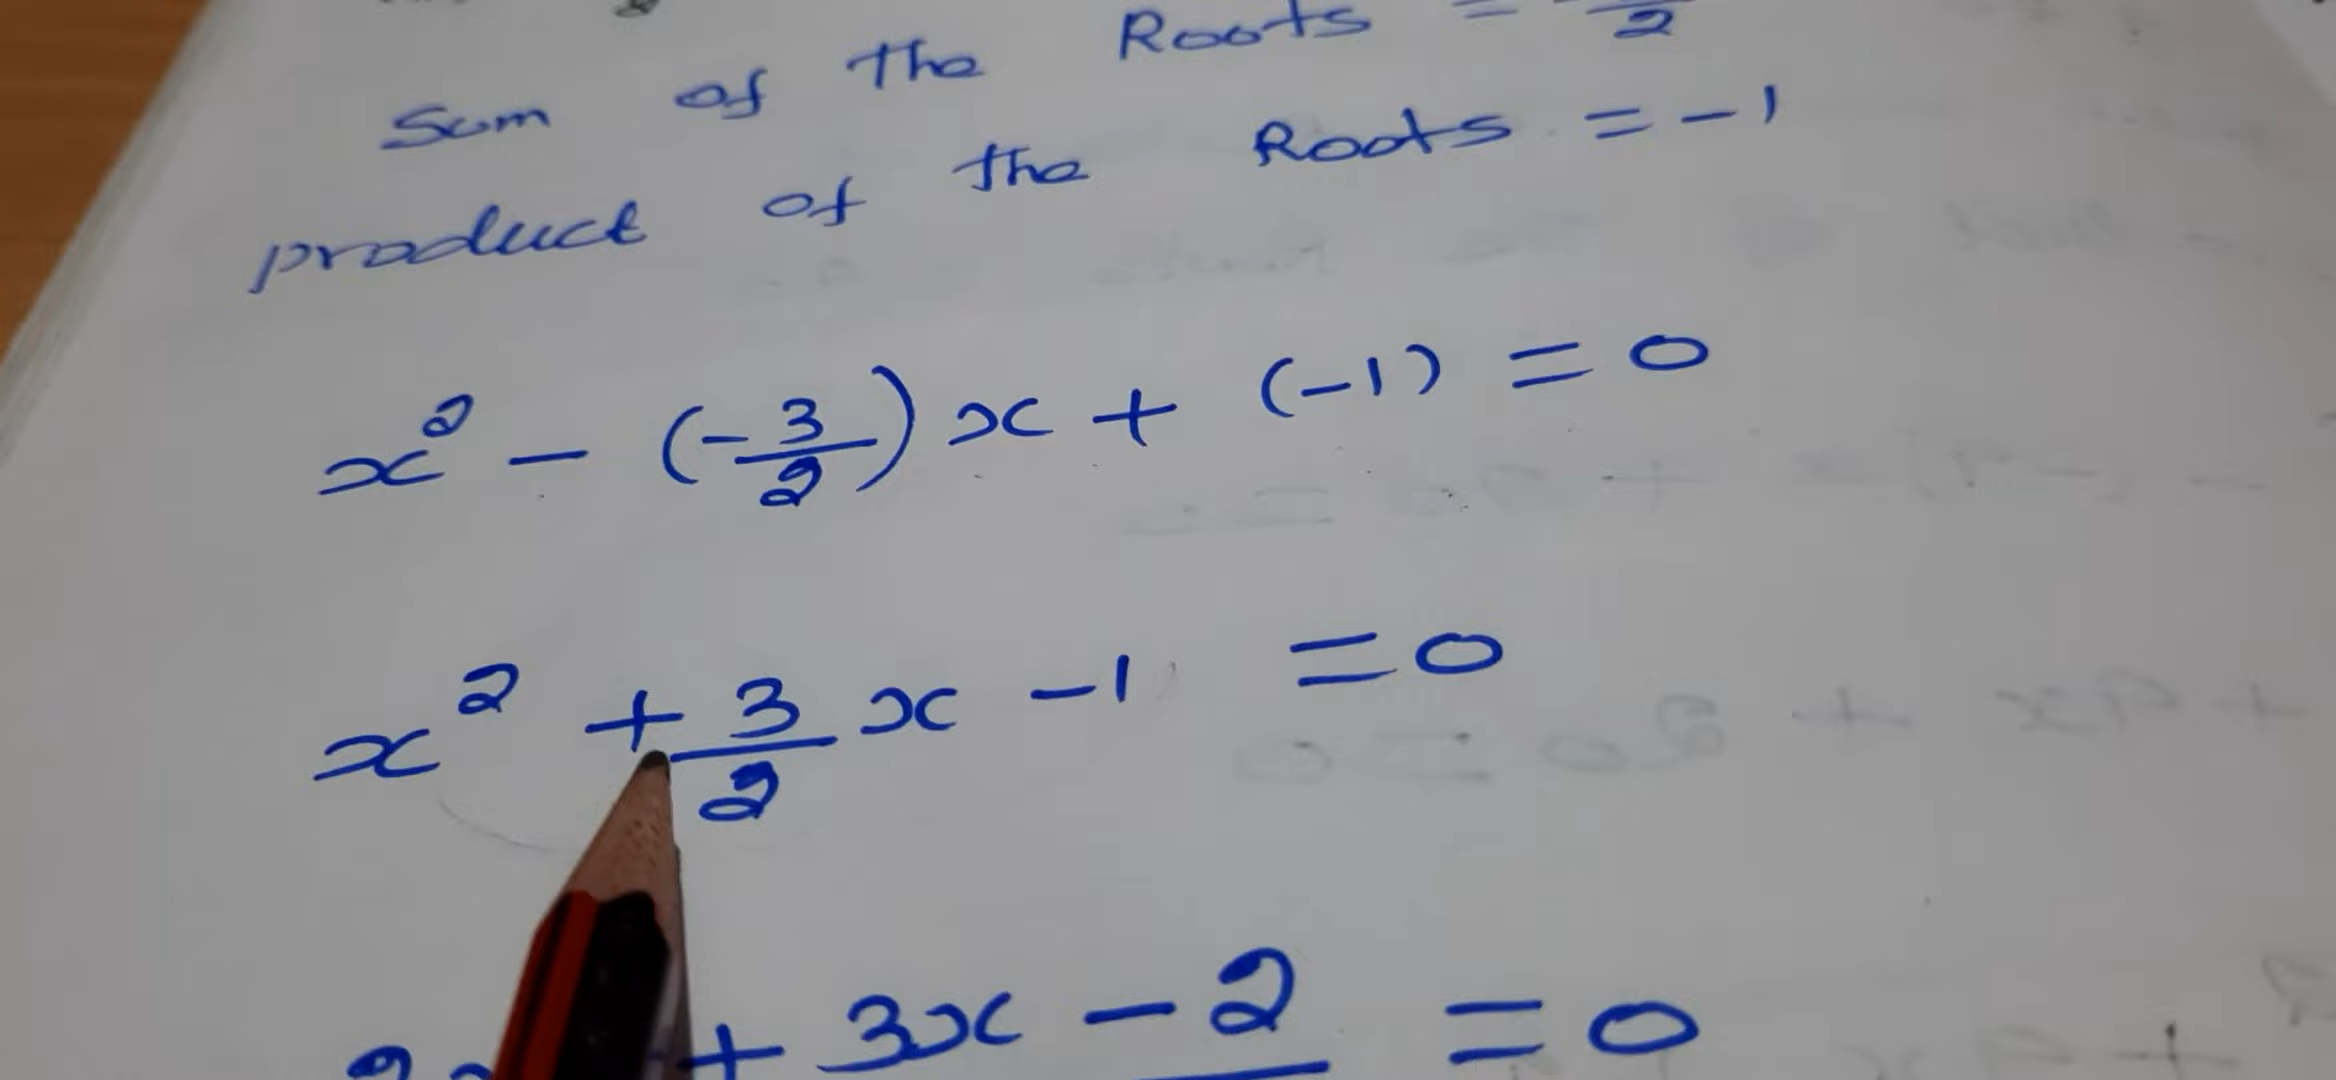 Sum of the Roots = 2
product of the Roots = -1
x² - (-3/2) x + (-1) = 0
x² + 3/2 x - 1 = 0
+ 3x - 2 = 0